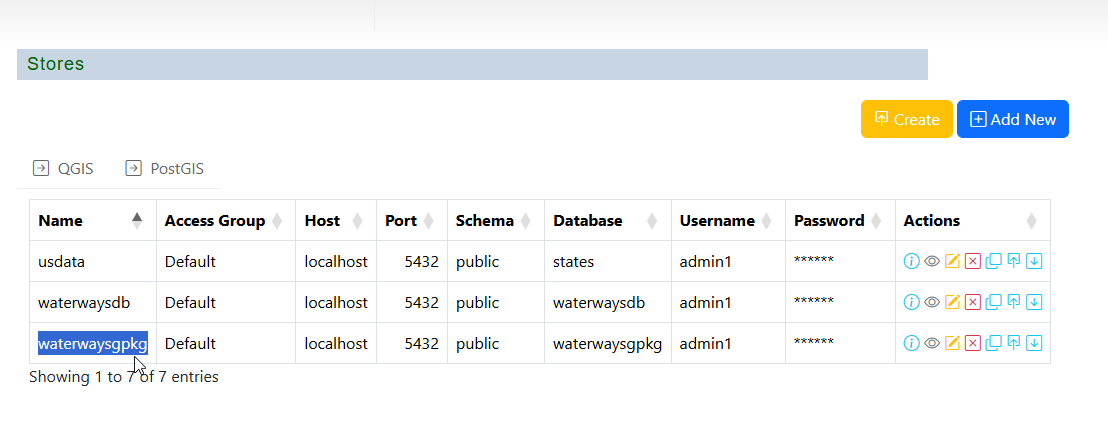 Stores
Create Add New
QGIS PostGIS
Name Access Group Host Port Schema Database Username Password Actions
usdata Default localhost 5432 public states admin1 ******
waterwaysdb Default localhost 5432 public waterwaysdb admin1 ******
waterwaysgpkg Default localhost 5432 public waterwaysgpkg admin1 ******
Showing 1 to 7 of 7 entries